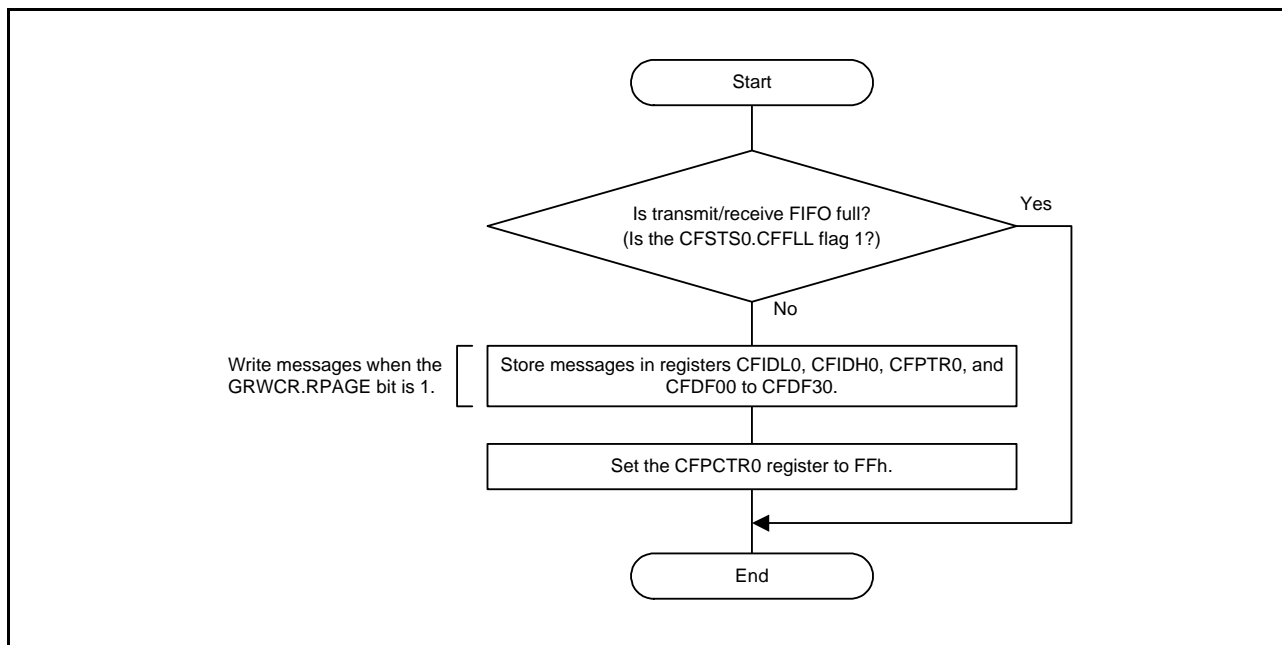 Start
Is transmit/receive FIFO full?
(Is the CFSTS0.CFFLL flag 1?)
Yes
No
Write messages when the
GRWCR.RPAGE bit is 1.
Store messages in registers CFIDL0, CFIDH0, CFPTR0, and
CFDF00 to CFDF30.
Set the CFPCTR0 register to FFh.
End